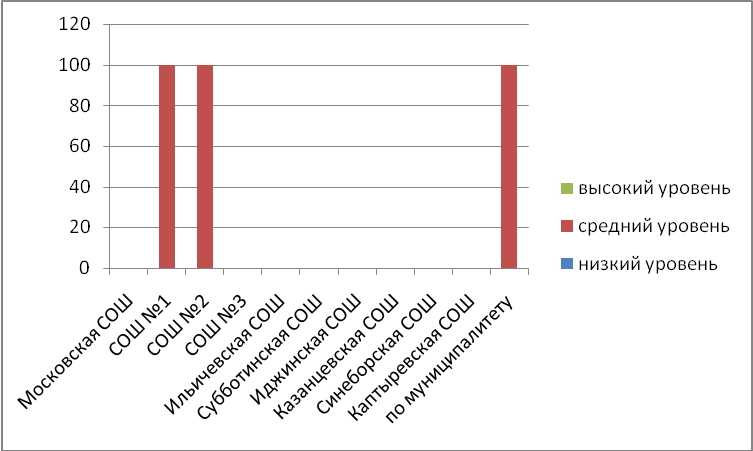 120
100
80
60
40
20
0
Московская СОШ
СОШ №1
СОШ №2
СОШ №3
Ильичевская СОШ
Субботинская СОШ
Иджинская СОШ
Казанцевская СОШ
Синеборская СОШ
Каптыревская СОШ
по муниципалитету
высокий уровень
средний уровень
низкий уровень